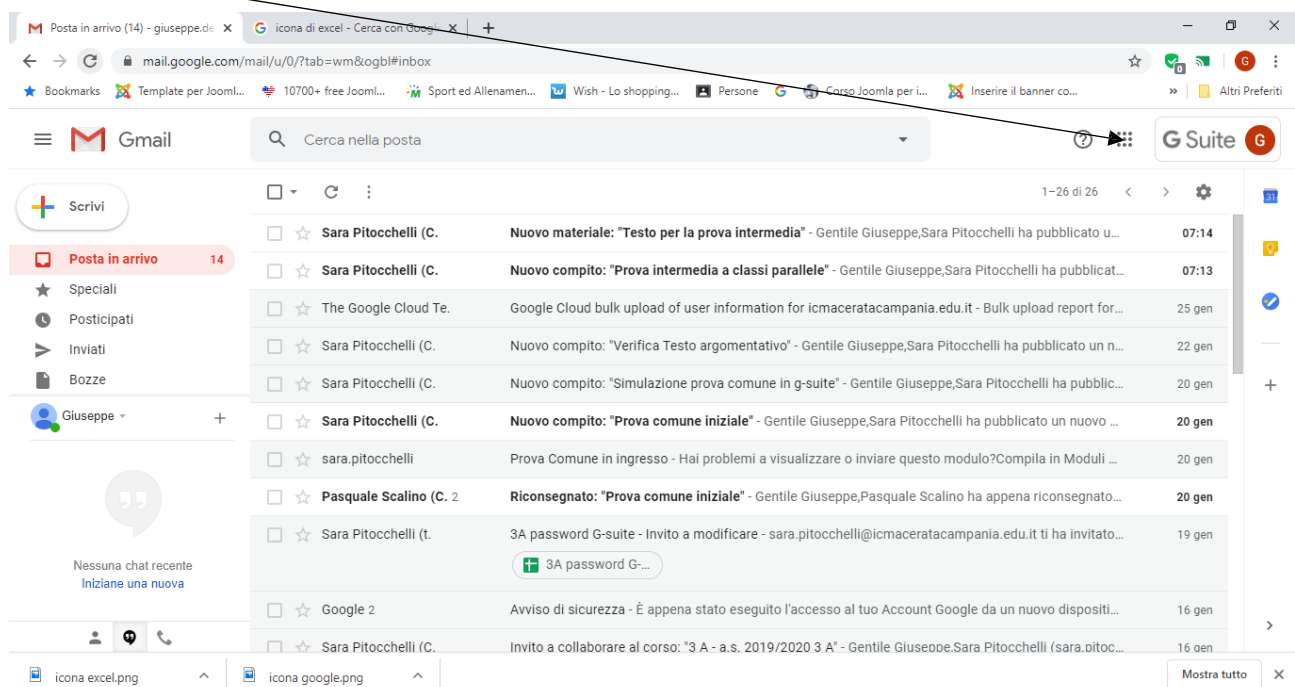 Posta in arrivo (14) - giuseppe.de
icona di excel - Cerca con Google
mail.google.com/mail/u/0/?tab=wm&ogbl#inbox
0
G
Bookmarks
Template per Jooml...
10700+ free Jooml...
Sport ed Allenamen...
Wish - Lo shopping...
Persone
Corso Joomla per i...
Inserire il banner co...
»
Altri Preferiti
Gmail
Cerca nella posta
G Suite
G
Scrivi
1–26 di 26
31
Posta in arrivo 14
Speciali
Posticipati
Inviati
Bozze
Giuseppe
Nessuna chat recente
Iniziane una nuova
Sara Pitocchelli (C. Nuovo materiale: "Testo per la prova intermedia" - Gentile Giuseppe,Sara Pitocchelli ha pubblicato u... 07:14
Sara Pitocchelli (C. Nuovo compito: "Prova intermedia a classi parallele" - Gentile Giuseppe,Sara Pitocchelli ha pubblicat... 07:13
The Google Cloud Te. Google Cloud bulk upload of user information for icmaceratacampania.edu.it - Bulk upload report for... 25 gen
Sara Pitocchelli (C. Nuovo compito: "Verifica Testo argomentativo" - Gentile Giuseppe,Sara Pitocchelli ha pubblicato un n... 22 gen
Sara Pitocchelli (C. Nuovo compito: "Simulazione prova comune in g-suite" - Gentile Giuseppe,Sara Pitocchelli ha pubblic... 20 gen
Sara Pitocchelli (C. Nuovo compito: "Prova comune iniziale" - Gentile Giuseppe,Sara Pitocchelli ha pubblicato un nuovo ... 20 gen
sara.pitocchelli Prova Comune in ingresso - Hai problemi a visualizzare o inviare questo modulo?Compila in Moduli ... 20 gen
Pasquale Scalino (C. 2 Riconsegnato: "Prova comune iniziale" - Gentile Giuseppe,Pasquale Scalino ha appena riconsegnato... 20 gen
Sara Pitocchelli (t. 3A password G-suite - Invito a modificare - sara.pitocchelli@icmaceratacampania.edu.it ti ha invitato... 19 gen
3A password G-...
Google 2 Avviso di sicurezza - È appena stato eseguito l'accesso al tuo Account Google da un nuovo dispositi... 16 gen
Sara Pitocchelli (C. Invito a collaborare al corso: "3 A - a.s. 2019/2020 3 A" - Gentile Giuseppe,Sara Pitocchelli (sara.pitoc... 16 gen
icona excel.png
icona google.png
Mostra tutto